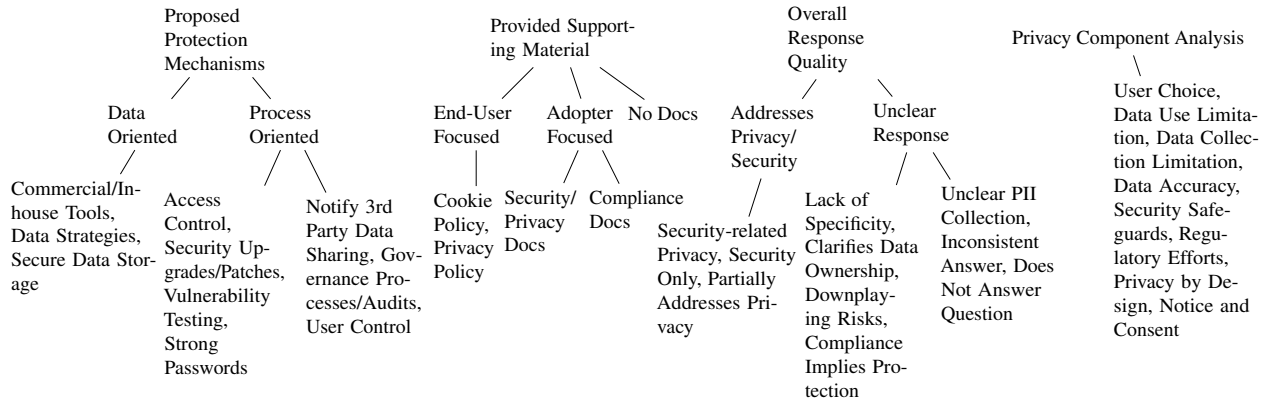 Proposed
Protection
Mechanisms
Data
Oriented
Process
Oriented
Commercial/In-
house Tools,
Data Strategies,
Secure Data Stor-
age
Access
Control,
Security Up-
grades/Patches,
Vulnerability
Testing,
Strong
Passwords
Notify 3rd
Party Data
Sharing, Gov-
ernance Pro-
cesses/Audits,
User Control
Provided Support-
ing Material
End-User
Focused
Adopter
Focused
No Docs
Cookie
Policy,
Privacy
Policy
Security/
Privacy
Docs
Compliance
Docs
Overall
Response
Quality
Addresses
Privacy/
Security
Unclear
Response
Security-related
Privacy, Security
Only, Partially
Addresses Pri-
vacy
Lack of
Specificity,
Clarifies Data
Ownership,
Downplay-
ing Risks,
Compliance
Implies Pro-
tection
Unclear PII
Collection,
Inconsistent
Answer, Does
Not Answer
Question
Privacy Component Analysis
User Choice,
Data Use Limita-
tion, Data Collec-
tion Limitation,
Data Accuracy,
Security Safe-
guards, Regu-
latory Efforts,
Privacy by De-
sign, Notice and
Consent